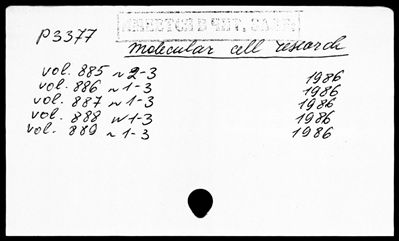 P3377
molecular cell research
vol. 885 ~ 2-3 1986
vol. 886 ~ 1-3 1986
vol. 887 ~ 1-3 1986
vol. 888 ~ 1-3 1986
vol. 889 ~ 1-3 1986